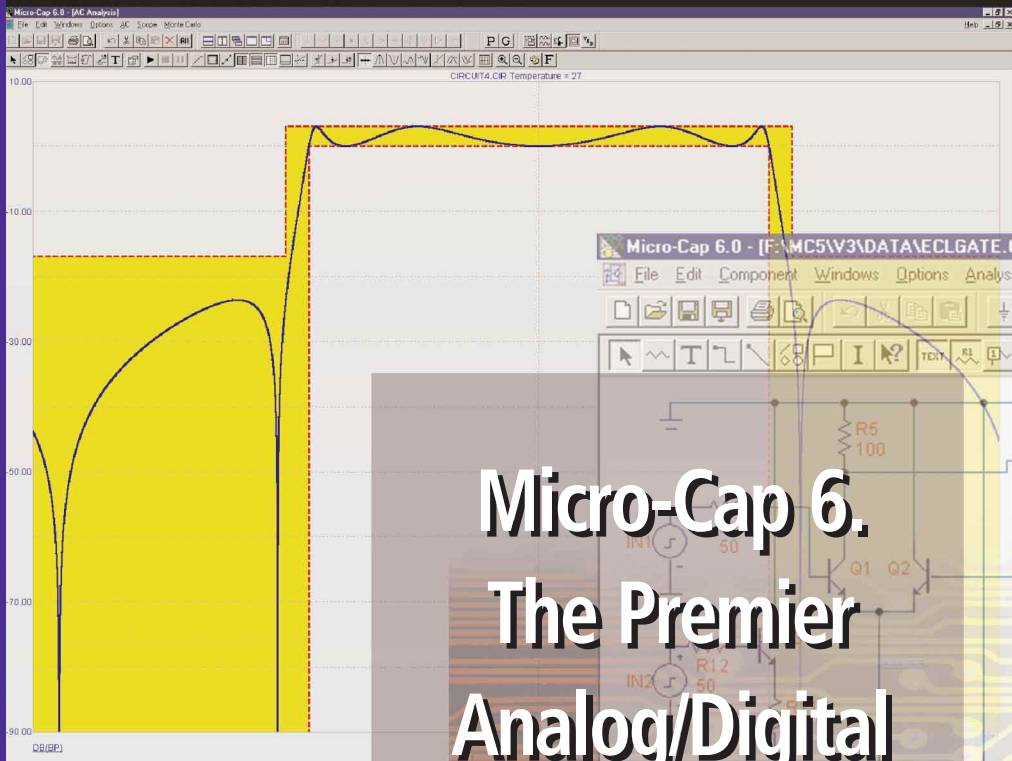 Micro-Cap 6.0 - [AC Analysis]
File Edit Windows Options AC Scope Monte Carlo
Help
P G
T
F
CIRCUIT4.CIR Temperature = 27
10.00
-10.00
-30.00
-50.00
-70.00
-90.00
DB(BP)
Micro-Cap 6.0 - [F:\MC5\V3\DATA\ECLGATE.C
File Edit Component Windows Options Analys
T
I
TEXT
R1
1
R5
100
IN1
50
Q1 Q2
R12
IN2
50
Micro-Cap 6.
The Premier
Analog/Digital